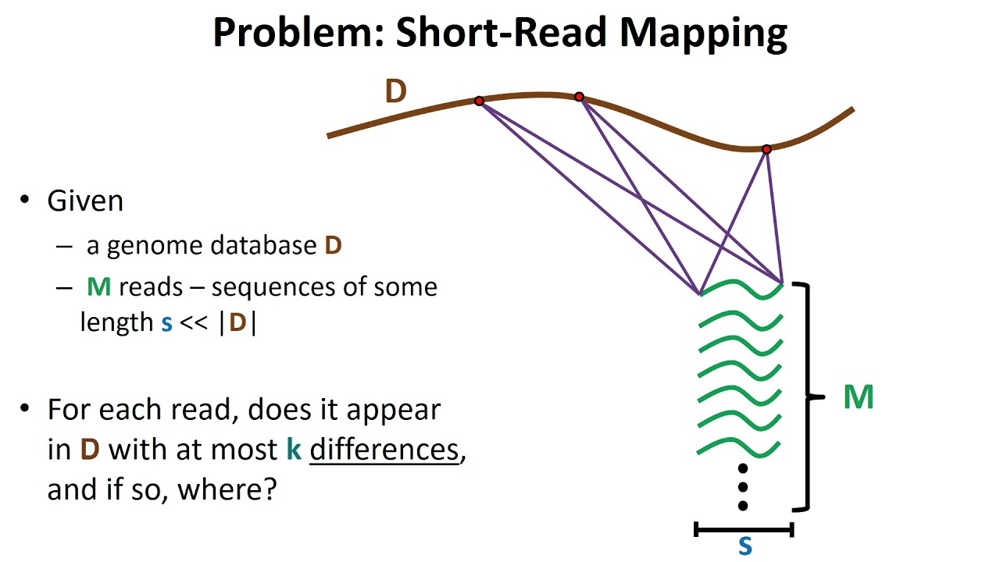 Problem: Short-Read Mapping
D
• Given
– a genome database D
– M reads – sequences of some
length s << |D|
• For each read, does it appear
in D with at most k differences,
and if so, where?
M
s